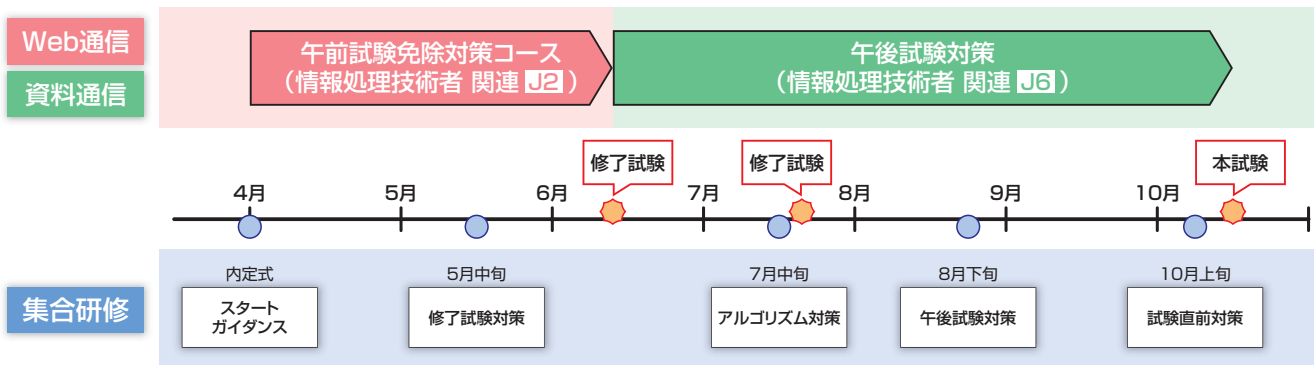 Web通信
資料通信
午前試験免除対策コース
（情報処理技術者 関連 J2 ）
午後試験対策
（情報処理技術者 関連 J6 ）
修了試験
修了試験
本試験
4月
5月
6月
7月
8月
9月
10月
集合研修
内定式
スタート
ガイダンス
5月中旬
修了試験対策
7月中旬
アルゴリズム対策
8月下旬
午後試験対策
10月上旬
試験直前対策